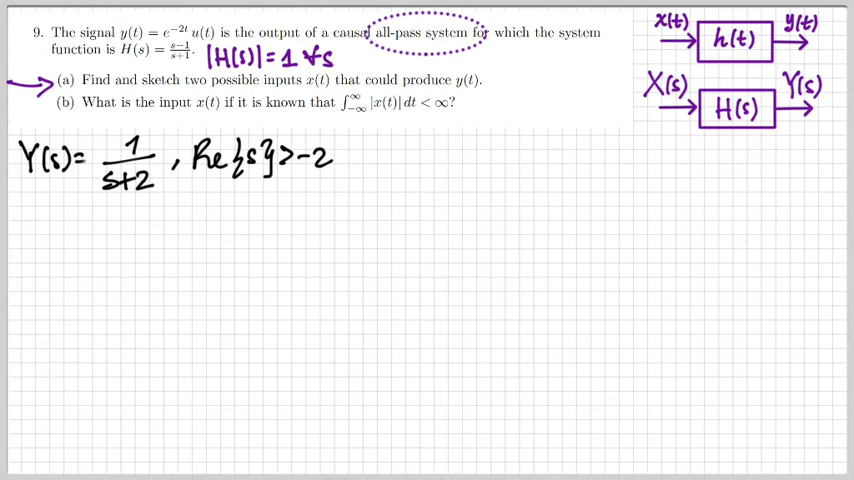 9. The signal y(t) = e^{-2t} u(t) is the output of a causal all-pass system for which the system
function is H(s) = \frac{s-1}{s+1}. |H(s)| = 1 ∀s
(a) Find and sketch two possible inputs x(t) that could produce y(t).
(b) What is the input x(t) if it is known that ∫_{-∞}^{∞} |x(t)| dt < ∞?
x(t) h(t) y(t)
X(s) H(s) Y(s)
Y(s) = \frac{1}{s+2} , Re{s} > -2